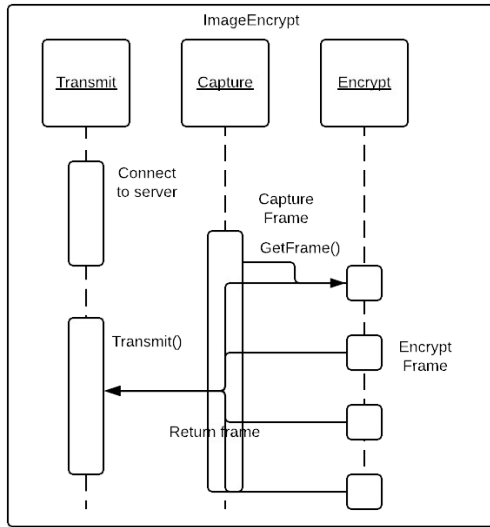 ImageEncrypt
Transmit
Capture
Encrypt
Connect
to server
Capture
Frame
GetFrame()
Transmit()
Encrypt
Frame
Return frame